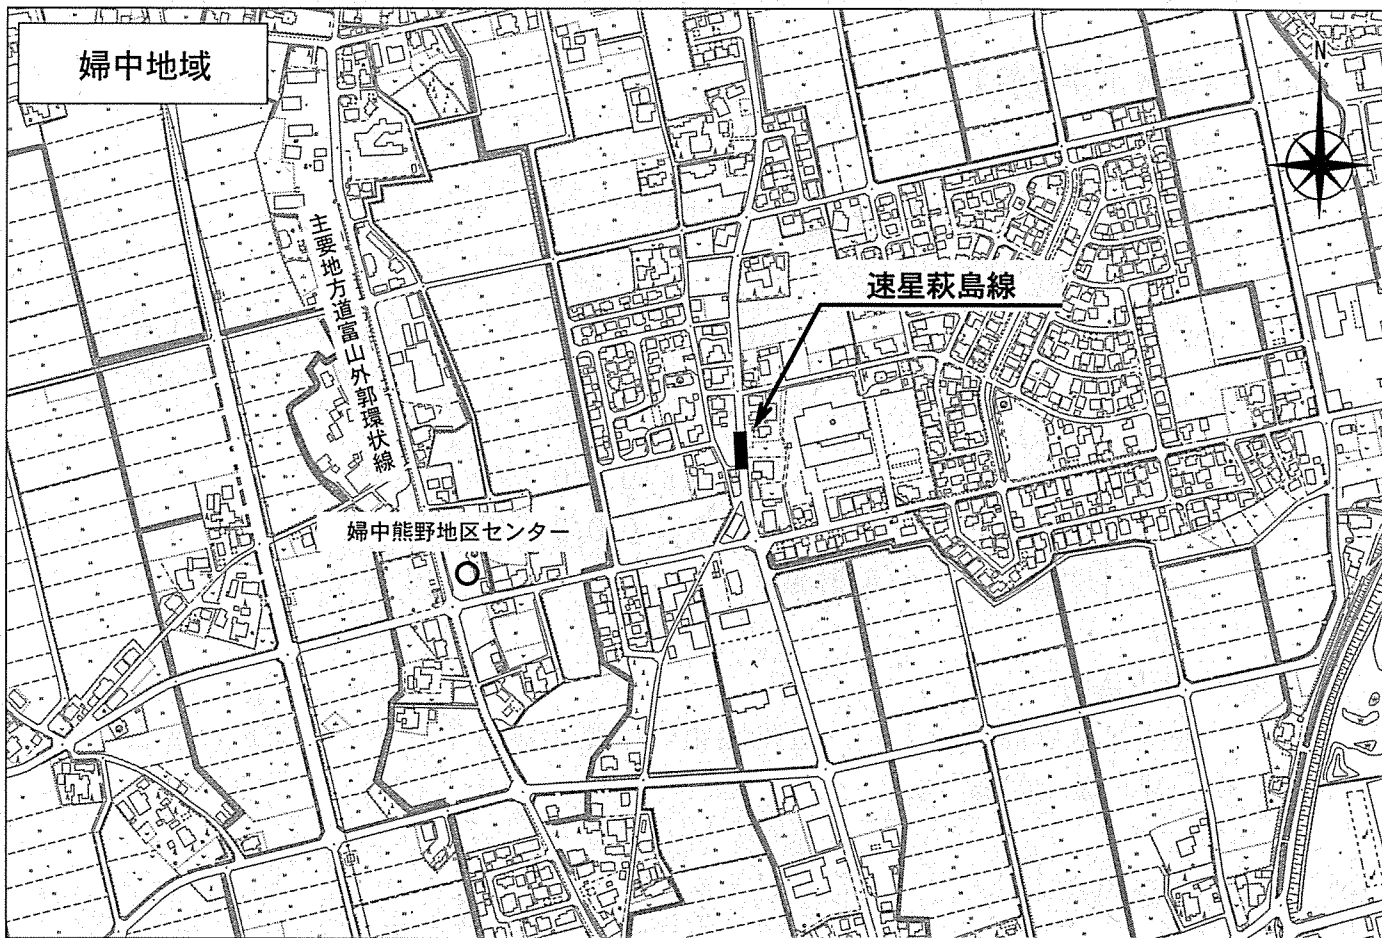 婦中地域
N
主要地方道富山外郭環状線
速星萩島線
婦中熊野地区センター